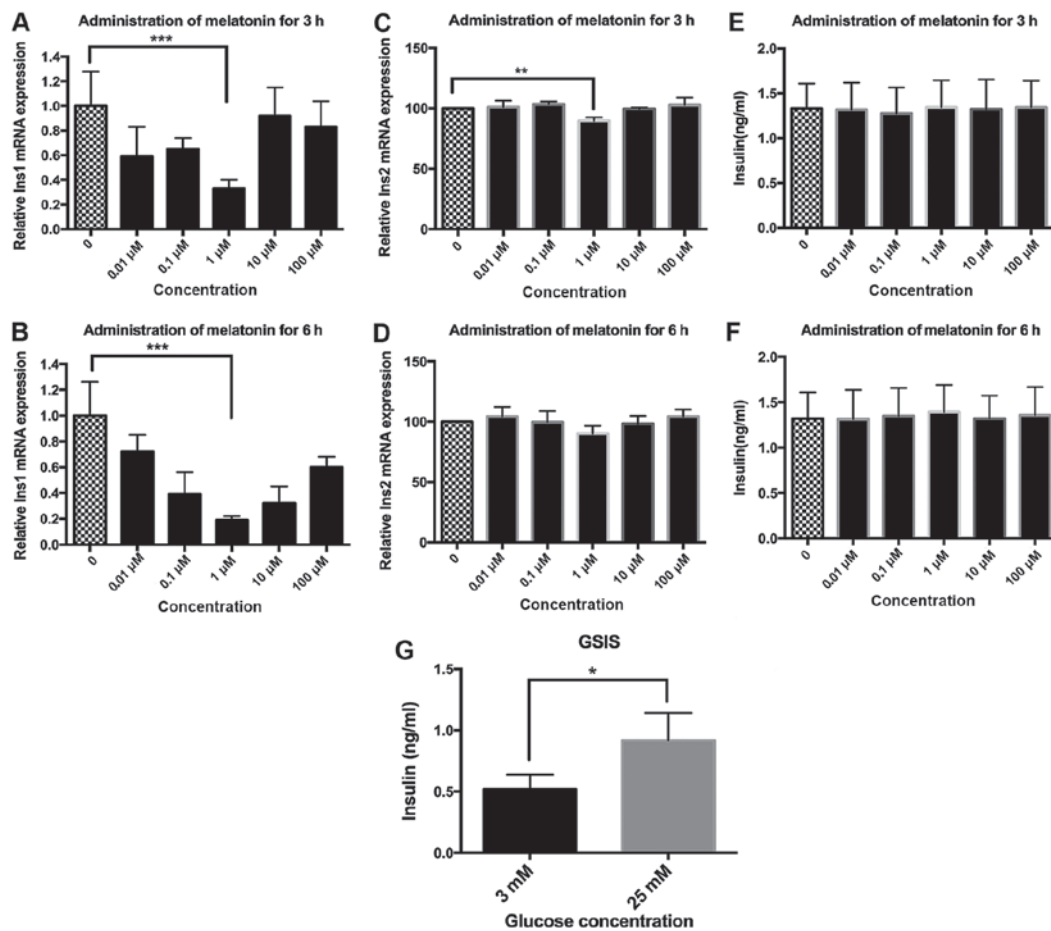 A
Administration of melatonin for 3 h
Relative Ins1 mRNA expression
1.4
1.2
1.0
0.8
0.6
0.4
0.2
0.0
***
0
0.01 µM
0.1 µM
1 µM
10 µM
100 µM
Concentration
C
Administration of melatonin for 3 h
Relative Ins2 mRNA expression
150
100
50
0
**
0
0.01 µM
0.1 µM
1 µM
10 µM
100 µM
Concentration
E
Administration of melatonin for 3 h
Insulin(ng/ml)
2.0
1.5
1.0
0.5
0.0
0
0.01 µM
0.1 µM
1 µM
10 µM
100 µM
Concentration
B
Administration of melatonin for 6 h
Relative Ins1 mRNA expression
1.4
1.2
1.0
0.8
0.6
0.4
0.2
0.0
***
0
0.01 µM
0.1 µM
1 µM
10 µM
100 µM
Concentration
D
Administration of melatonin for 6 h
Relative Ins2 mRNA expression
150
100
50
0
0
0.01 µM
0.1 µM
1 µM
10 µM
100 µM
Concentration
F
Administration of melatonin for 6 h
Insulin(ng/ml)
2.0
1.5
1.0
0.5
0.0
0
0.01 µM
0.1 µM
1 µM
10 µM
100 µM
Concentration
G
GSIS
Insulin (ng/ml)
1.5
1.0
0.5
0.0
*
3 mM
25 mM
Glucose concentration